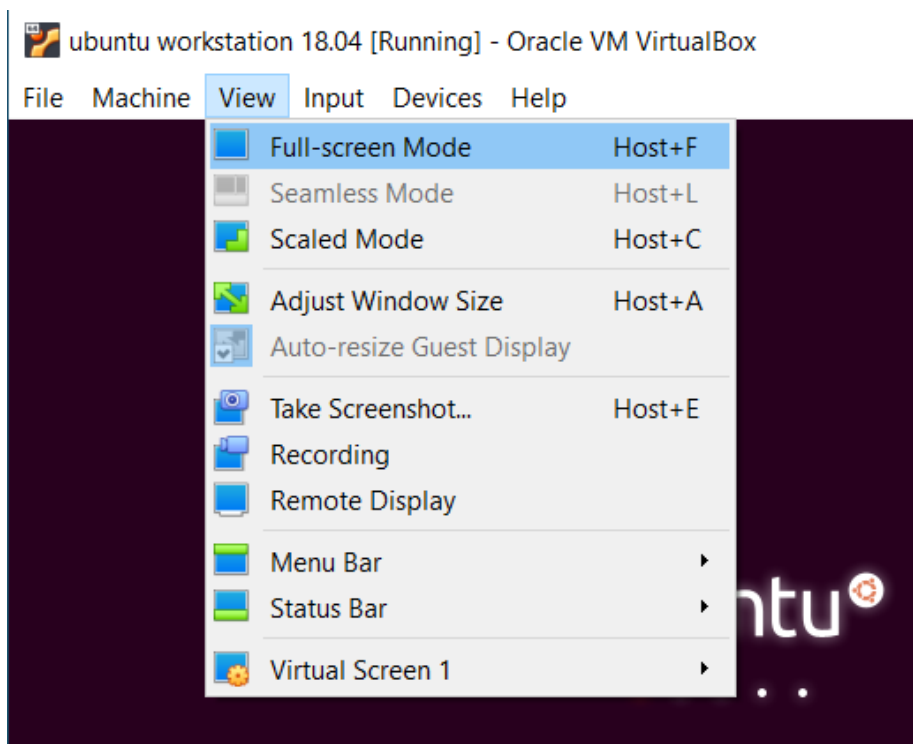 ubuntu workstation 18.04 [Running] - Oracle VM VirtualBox
File Machine View Input Devices Help
Full-screen Mode Host+F
Seamless Mode Host+L
Scaled Mode Host+C
Adjust Window Size Host+A
Auto-resize Guest Display
Take Screenshot... Host+E
Recording
Remote Display
Menu Bar
Status Bar
ntu
Virtual Screen 1